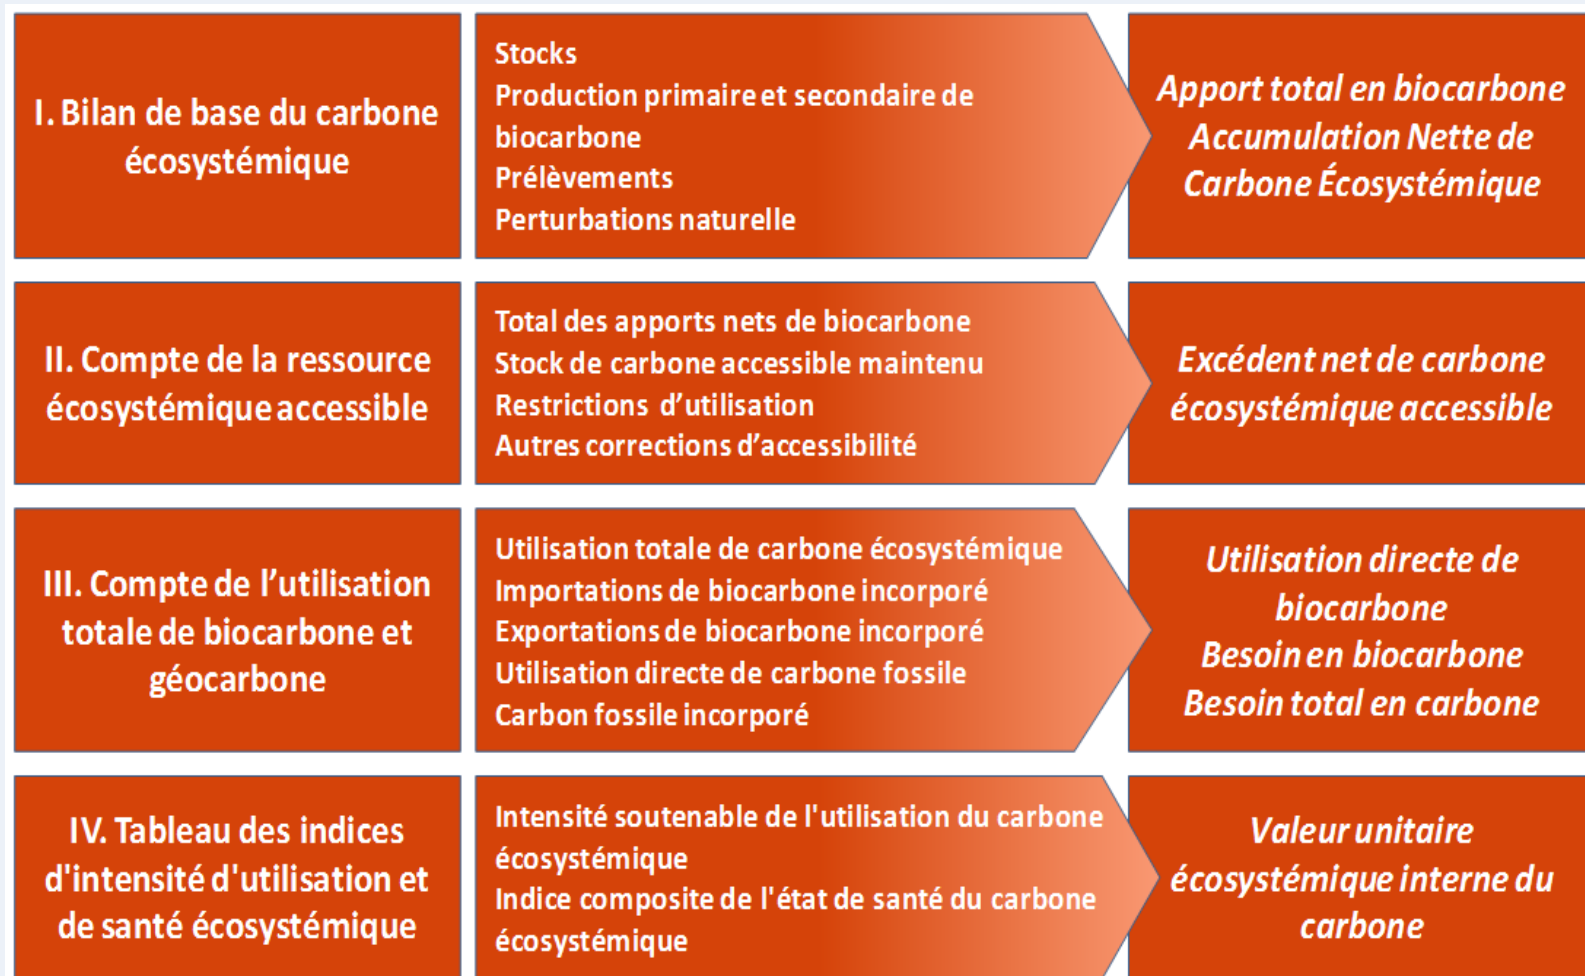 I. Bilan de base du carbone
écosystémique
Stocks
Production primaire et secondaire de
biocarbone
Prélèvements
Perturbations naturelle
Apport total en biocarbone
Accumulation Nette de
Carbone Écosystémique
II. Compte de la ressource
écosystémique accessible
Total des apports nets de biocarbone
Stock de carbone accessible maintenu
Restrictions d’utilisation
Autres corrections d’accessibilité
Excédent net de carbone
écosystémique accessible
III. Compte de l’utilisation
totale de biocarbone et
géocarbone
Utilisation totale de carbone écosystémique
Importations de biocarbone incorporé
Exportations de biocarbone incorporé
Utilisation directe de carbone fossile
Carbon fossile incorporé
Utilisation directe de
biocarbone
Besoin en biocarbone
Besoin total en carbone
IV. Tableau des indices
d'intensité d'utilisation et
de santé écosystémique
Intensité soutenable de l'utilisation du carbone
écosystémique
Indice composite de l'état de santé du carbone
écosystémique
Valeur unitaire
écosystémique interne du
carbone